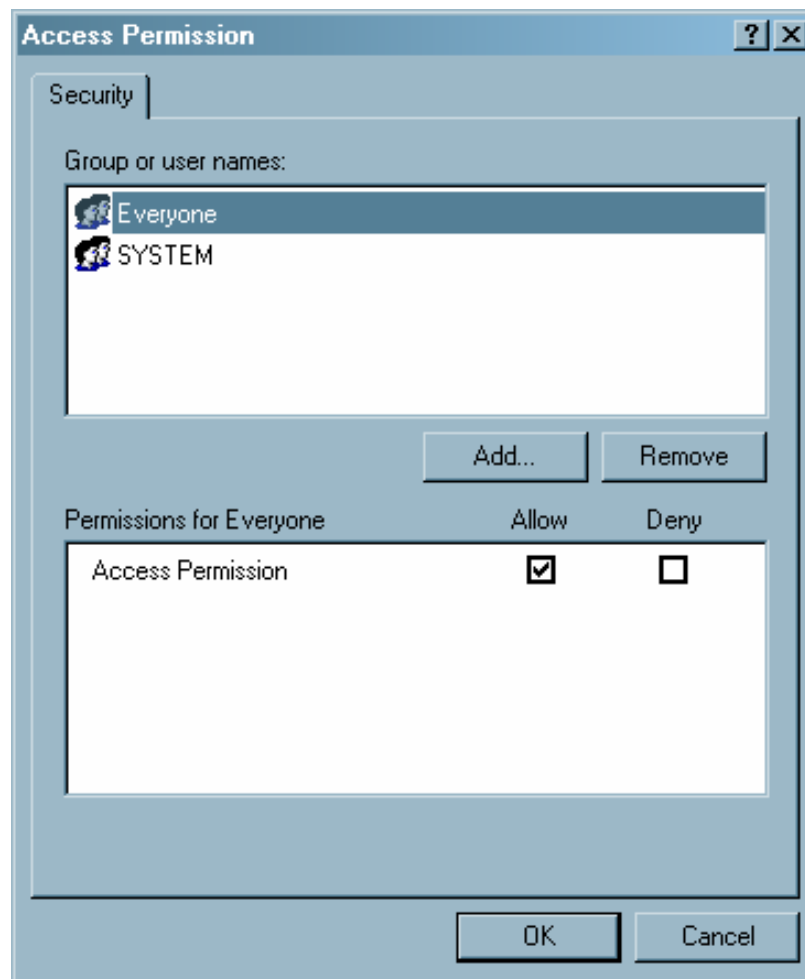 Access Permission
Security
Group or user names:
Everyone
SYSTEM
Add... Remove
Permissions for Everyone Allow Deny
Access Permission
OK Cancel